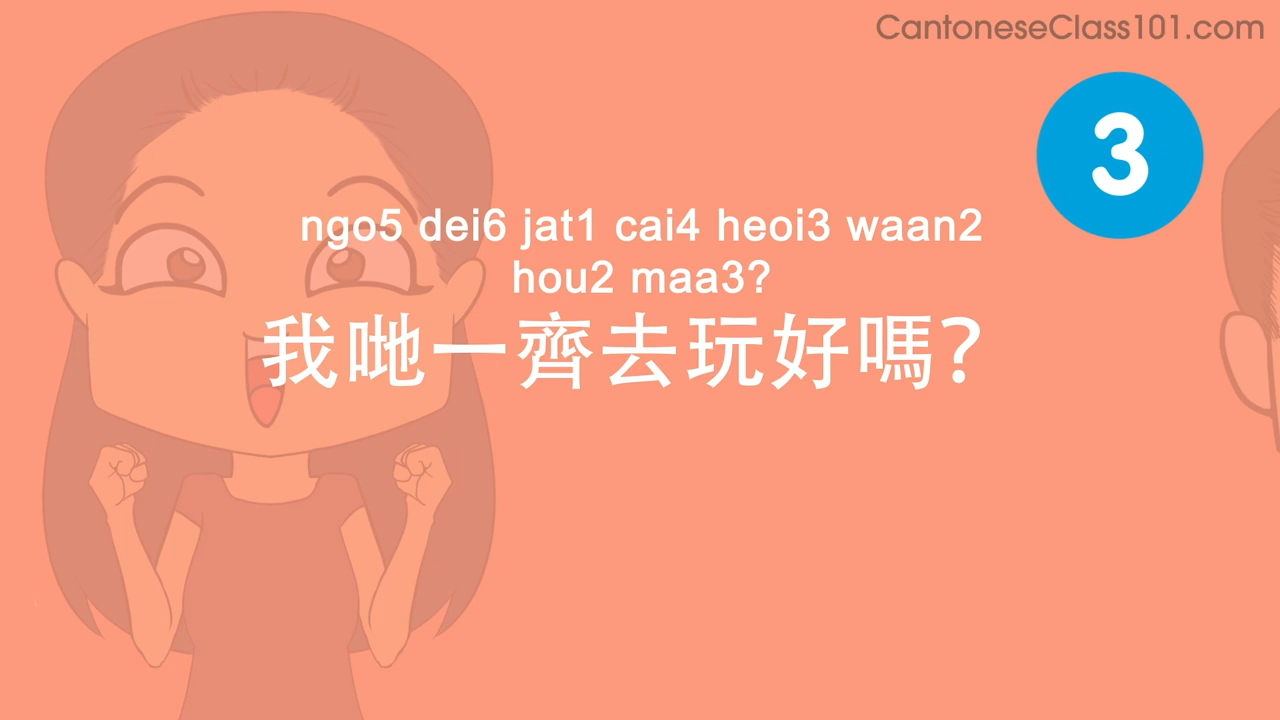 CantoneseClass101.com
3
ngo5 dei6 jat1 cai4 heoi3 waan2
hou2 maa3?
我哋一齊去玩好嗎?